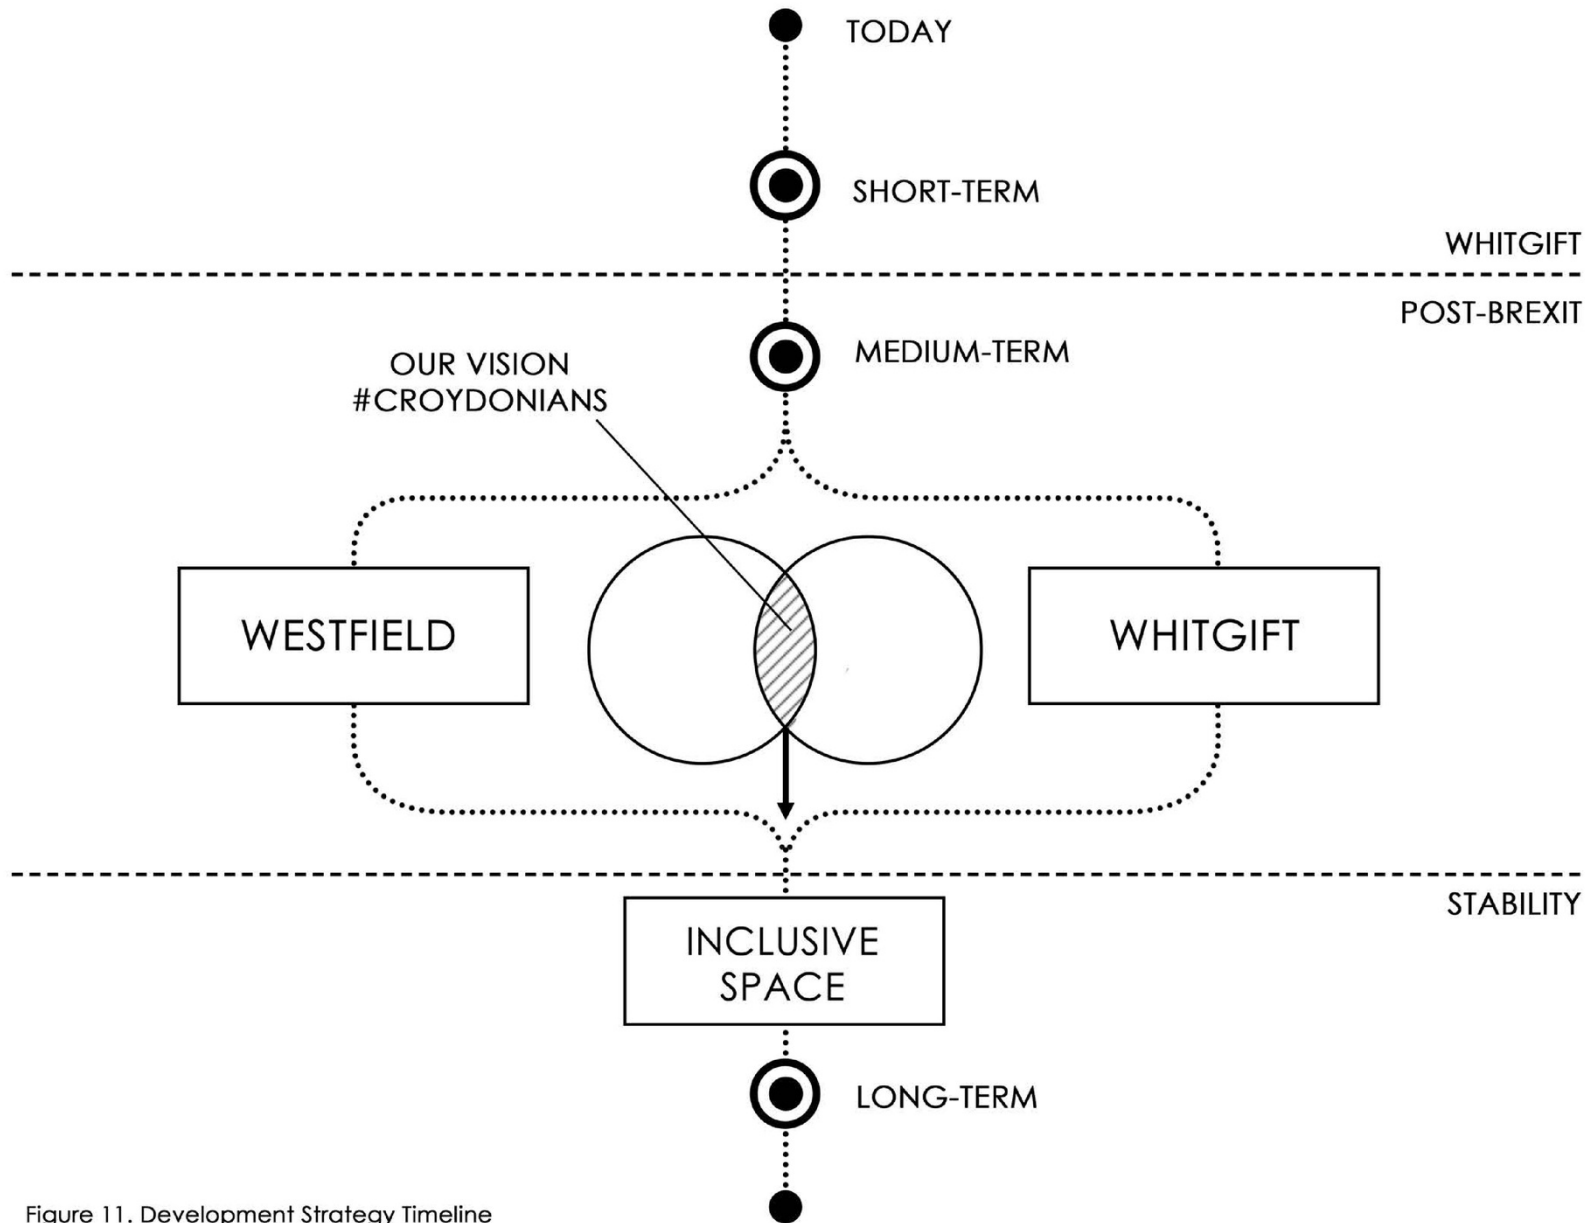 TODAY
SHORT-TERM
WHITGIFT
POST-BREXIT
MEDIUM-TERM
OUR VISION
#CROYDONIANS
WESTFIELD
WHITGIFT
STABILITY
INCLUSIVE
SPACE
LONG-TERM
Figure 11. Development Strategy Timeline